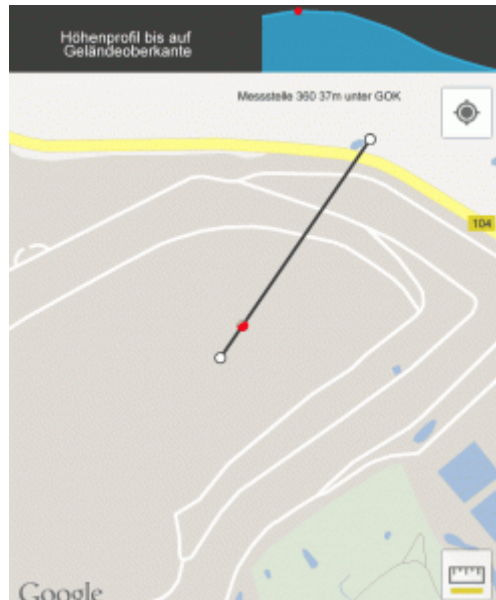 Höhenprofil bis auf
Geländeoberkante
Messstelle 360 37m unter GOK
104
Google